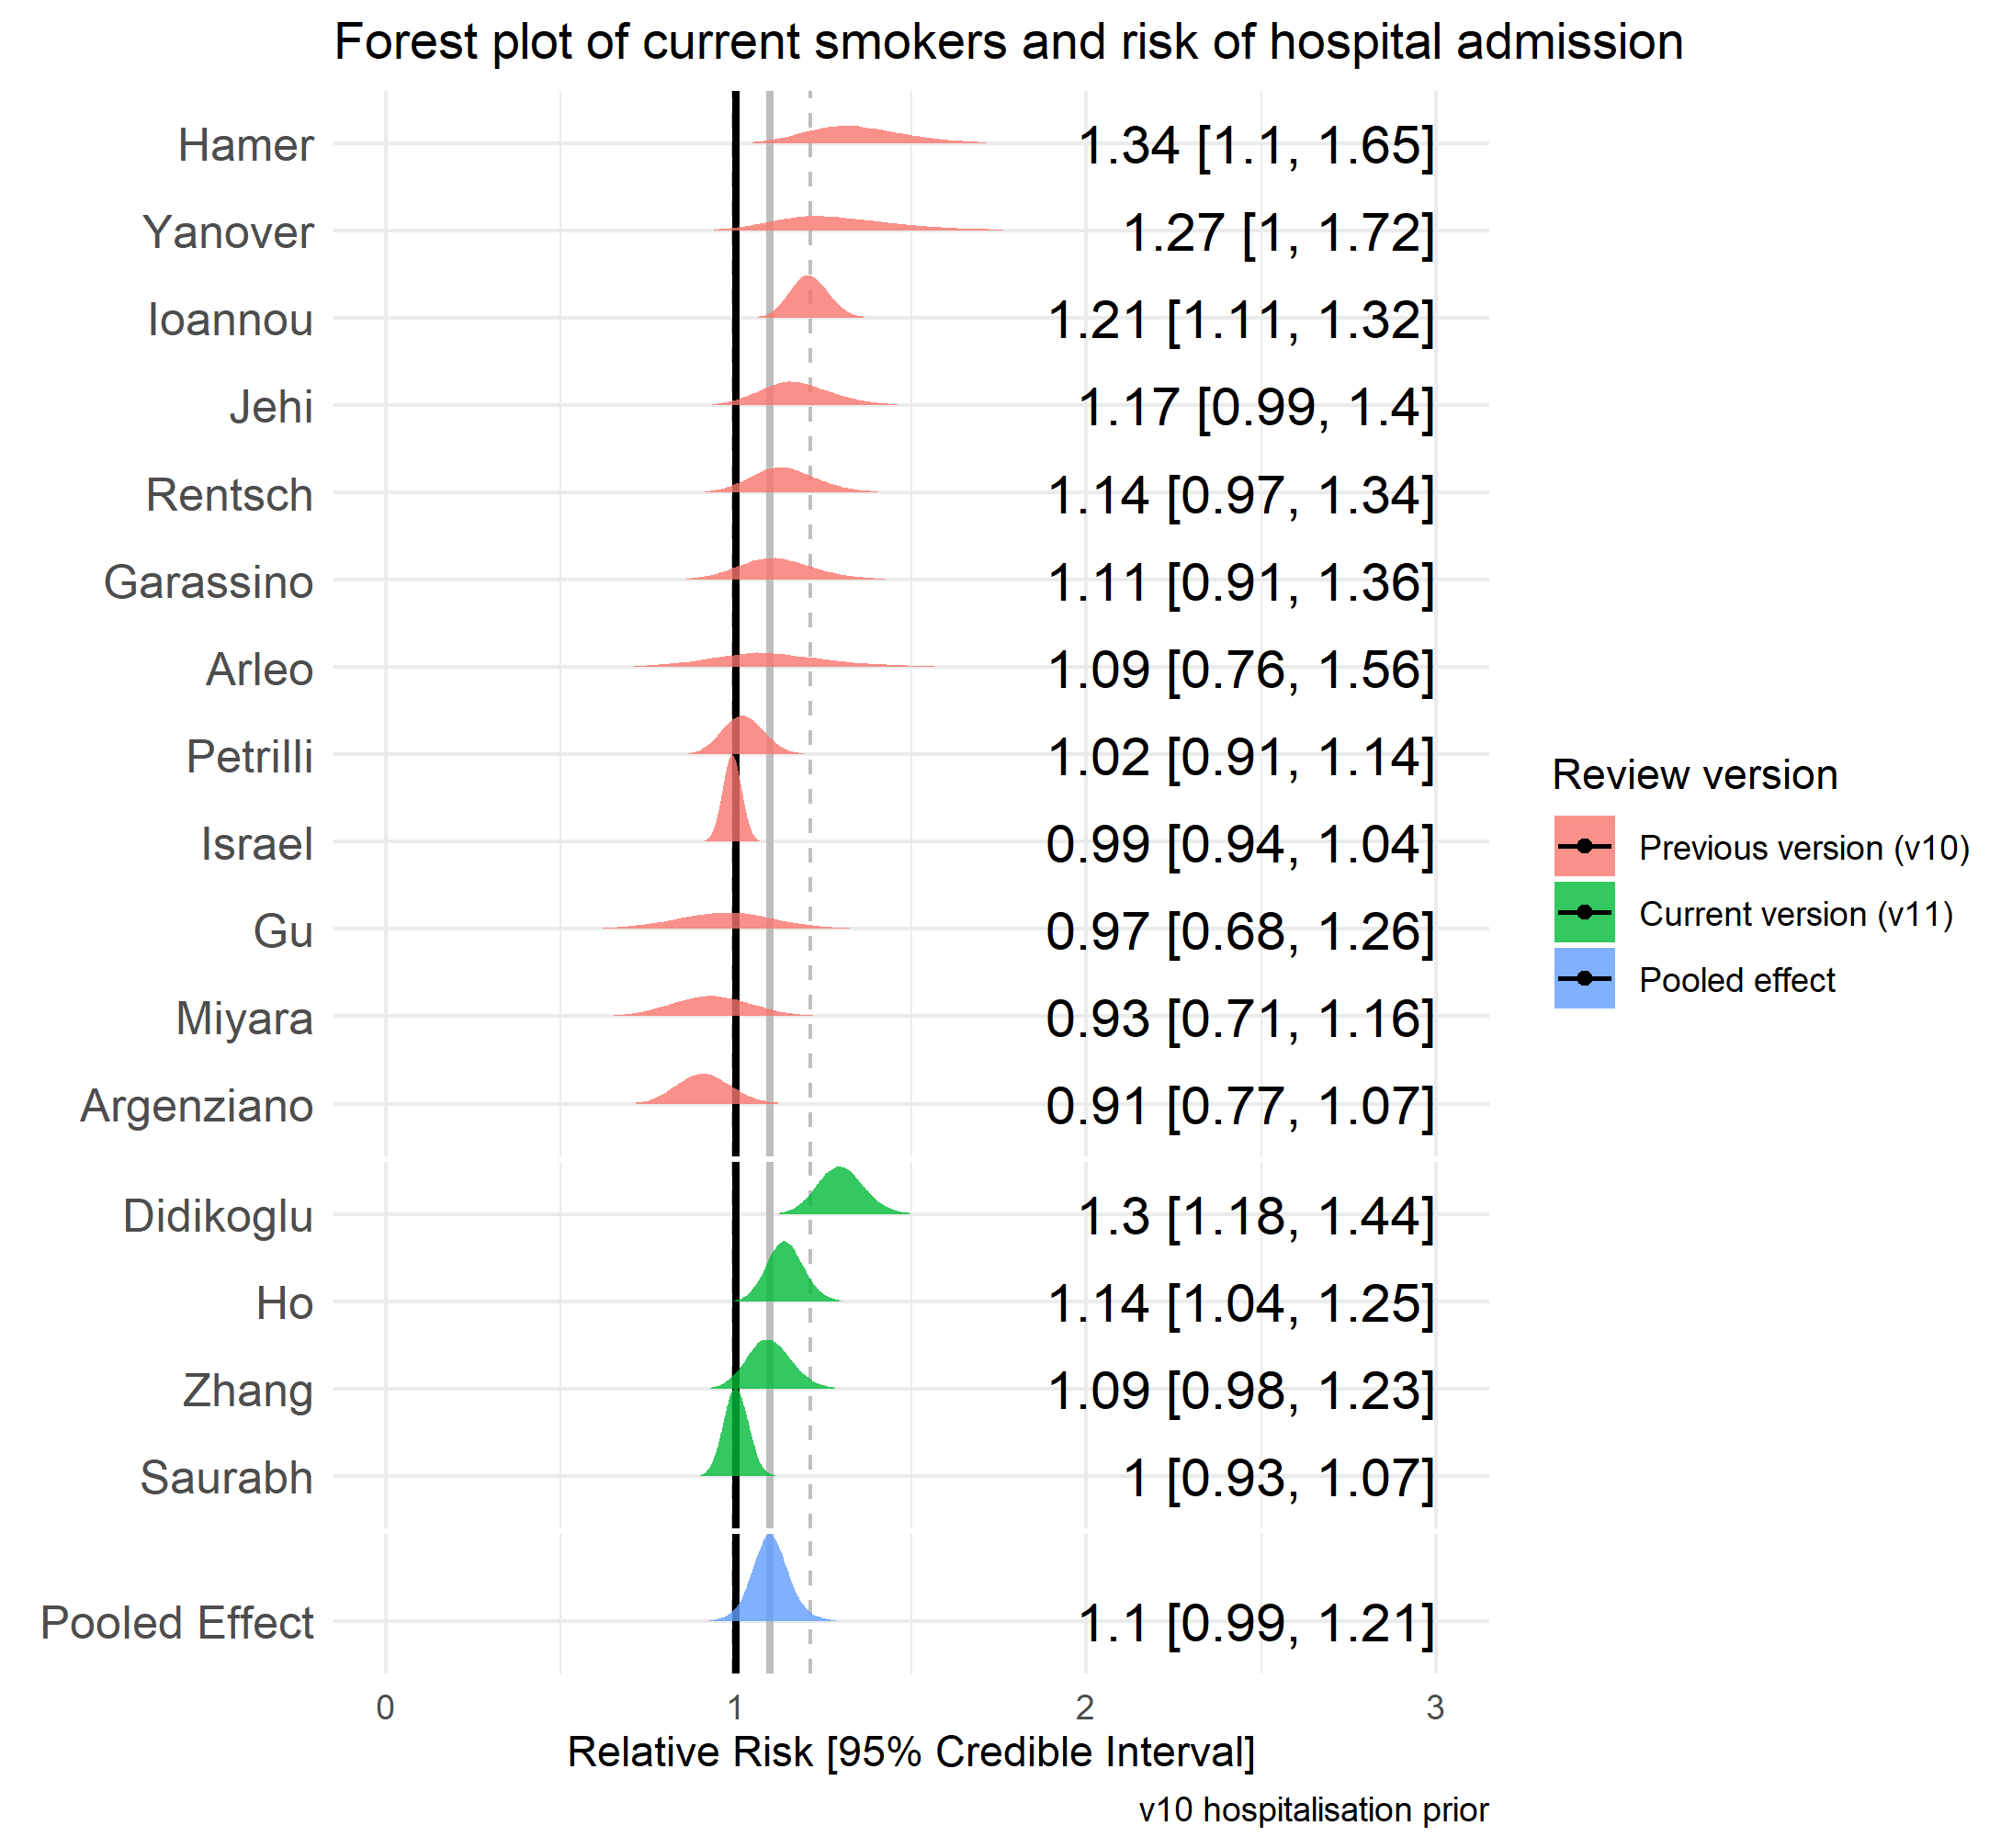 Forest plot of current smokers and risk of hospital admission
Hamer 1.34 [1.1, 1.65]
Yanover 1.27 [1, 1.72]
Ioannou 1.21 [1.11, 1.32]
Jehi 1.17 [0.99, 1.4]
Rentsch 1.14 [0.97, 1.34]
Garassino 1.11 [0.91, 1.36]
Arleo 1.09 [0.76, 1.56]
Petrilli 1.02 [0.91, 1.14]
Israel 0.99 [0.94, 1.04]
Gu 0.97 [0.68, 1.26]
Miyara 0.93 [0.71, 1.16]
Argenziano 0.91 [0.77, 1.07]
Didikoglu 1.3 [1.18, 1.44]
Ho 1.14 [1.04, 1.25]
Zhang 1.09 [0.98, 1.23]
Saurabh 1 [0.93, 1.07]
Pooled Effect 1.1 [0.99, 1.21]
0 1 2 3
Relative Risk [95% Credible Interval]
v10 hospitalisation prior
Review version
Previous version (v10)
Current version (v11)
Pooled effect